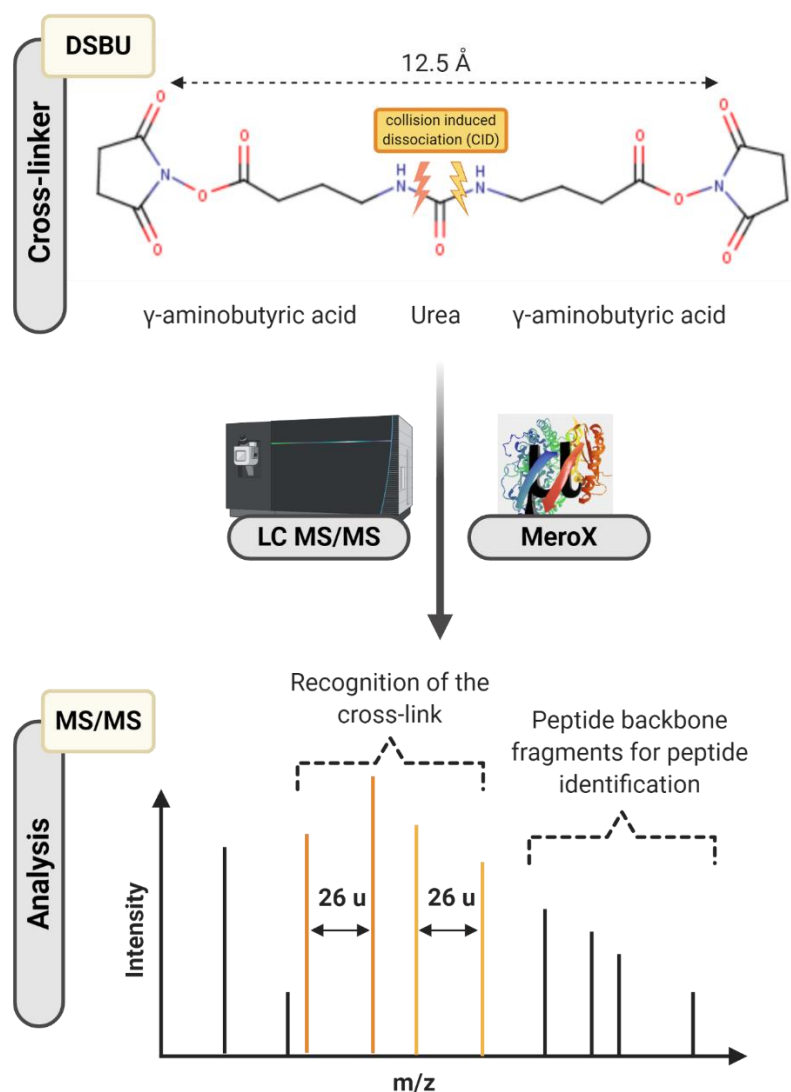 DSBU
Cross-linker
12.5 Å
collision induced
dissociation (CID)
O
O
O
H
H
O
O
N
N
N
N
O
O
O
O
O
γ-aminobutyric acid
Urea
γ-aminobutyric acid
LC MS/MS
µ
MeroX
MS/MS
Analysis
Recognition of the
cross-link
Peptide backbone
fragments for peptide
identification
26 u
26 u
Intensity
m/z